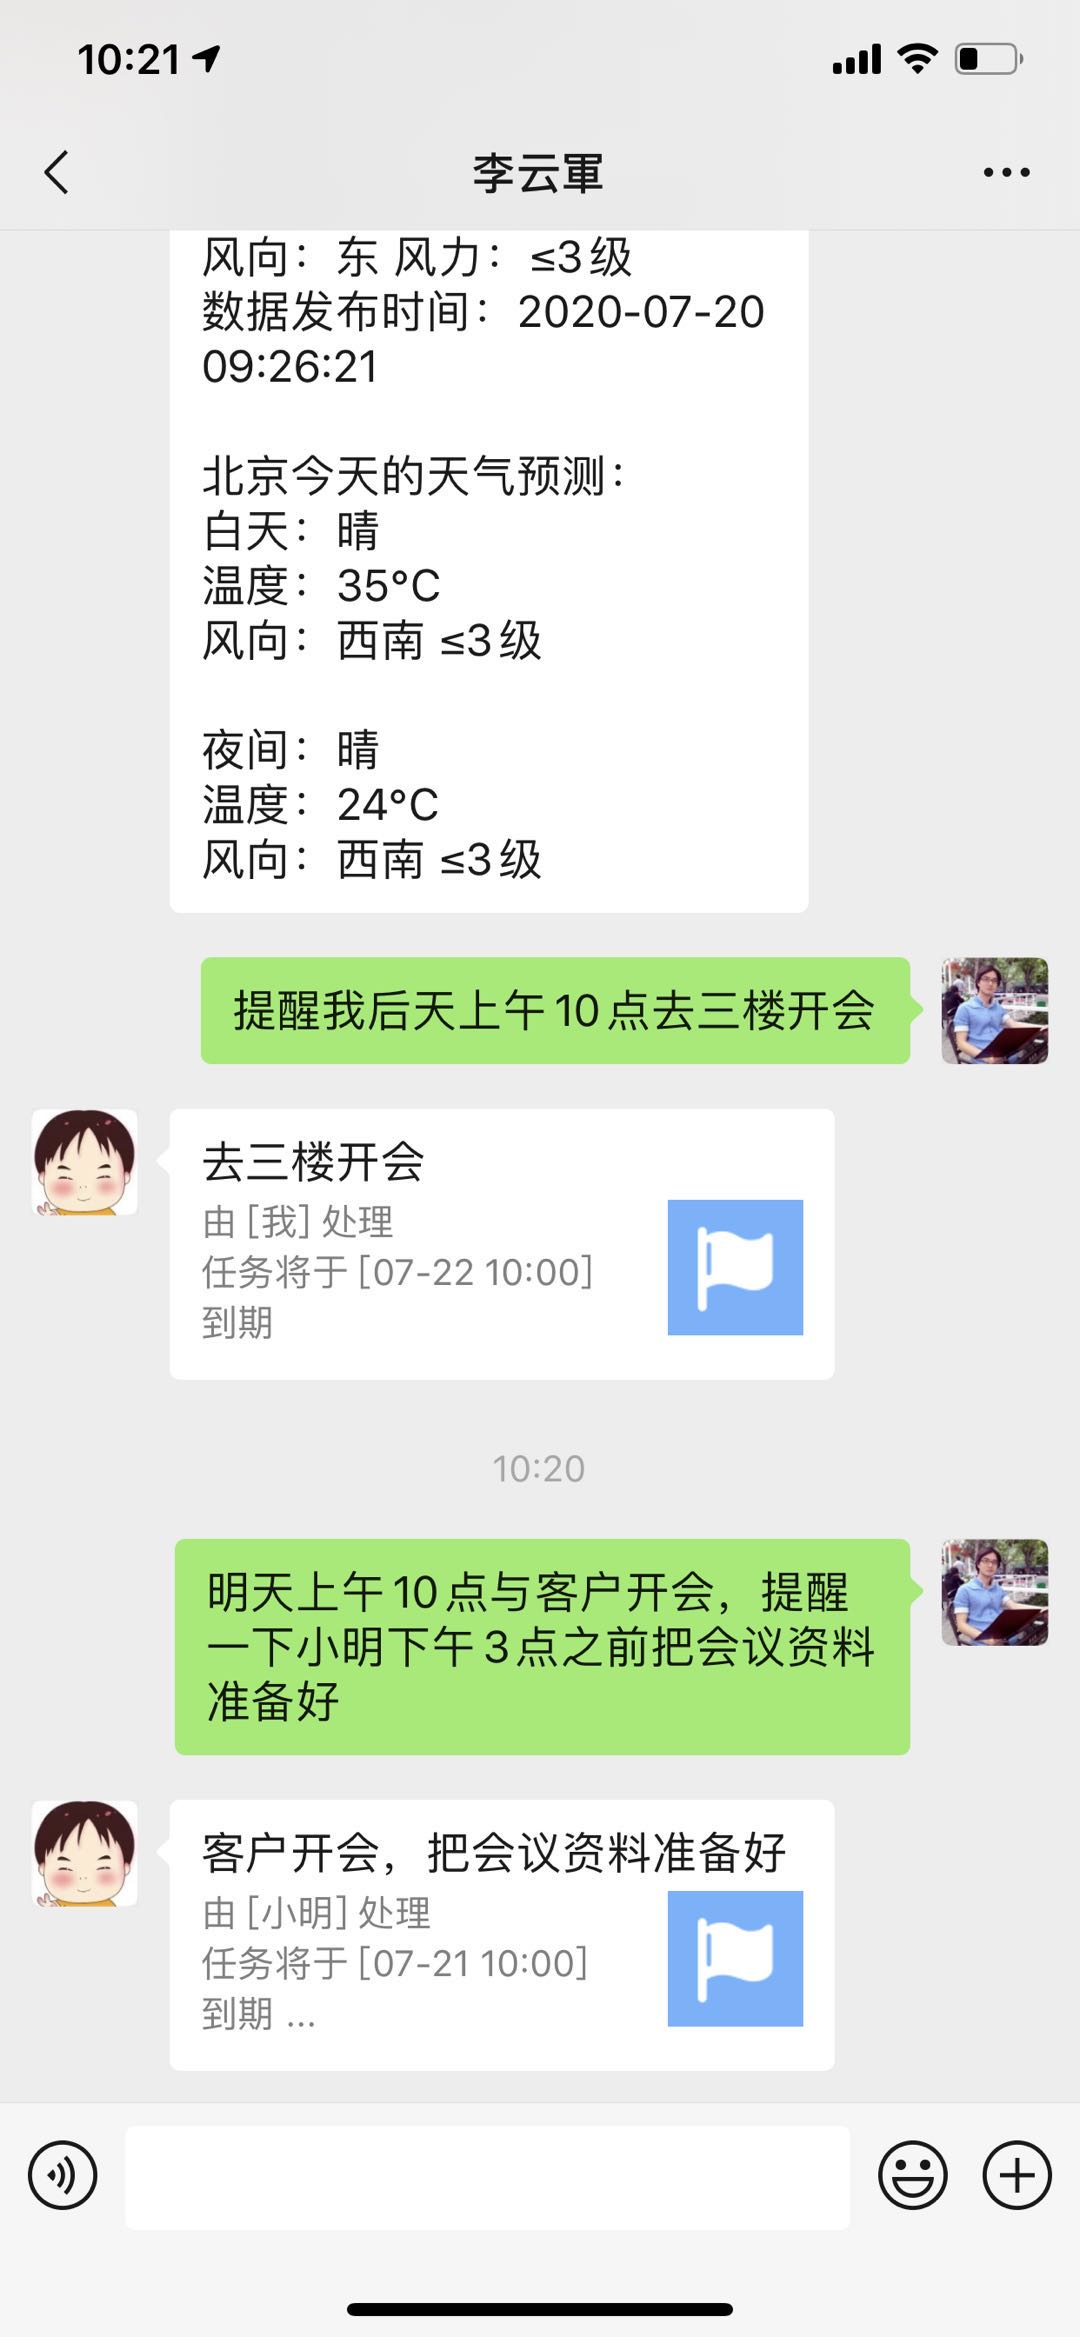 10:21
李云軍
风向：东 风力：≤3级
数据发布时间：2020-07-20
09:26:21
北京今天的天气预测：
白天：晴
温度：35°C
风向：西南 ≤3级
夜间：晴
温度：24°C
风向：西南 ≤3级
提醒我后天上午10点去三楼开会
去三楼开会
由 [我] 处理
任务将于 [07-22 10:00]
到期
10:20
明天上午10点与客户开会，提醒
一下小明下午3点之前把会议资料
准备好
客户开会，把会议资料准备好
由 [小明] 处理
任务将于 [07-21 10:00]
到期 ...